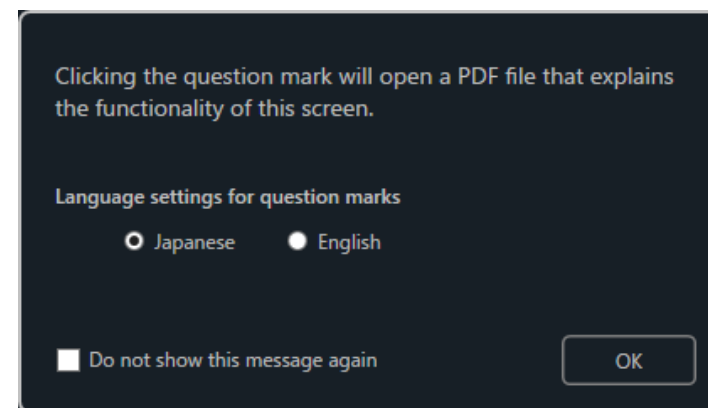 Clicking the question mark will open a PDF file that explains
the functionality of this screen.
Language settings for question marks
Japanese English
Do not show this message again OK